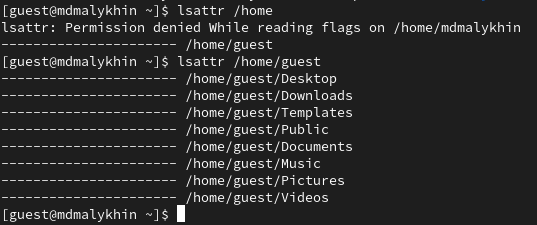 [guest@mdmalykhin ~]$ lsattr /home
lsattr: Permission denied While reading flags on /home/mdmalykhin
---------------------- /home/guest
[guest@mdmalykhin ~]$ lsattr /home/guest
---------------------- /home/guest/Desktop
---------------------- /home/guest/Downloads
---------------------- /home/guest/Templates
---------------------- /home/guest/Public
---------------------- /home/guest/Documents
---------------------- /home/guest/Music
---------------------- /home/guest/Pictures
---------------------- /home/guest/Videos
[guest@mdmalykhin ~]$